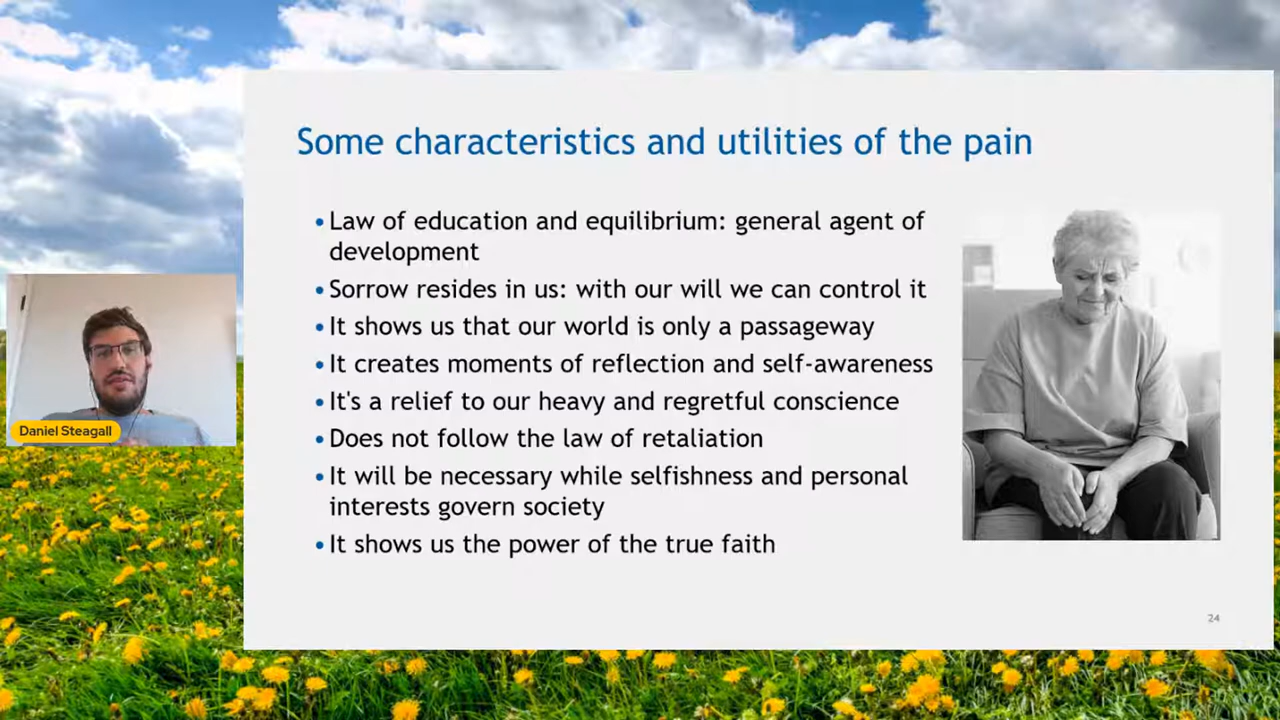 Some characteristics and utilities of the pain
•Law of education and equilibrium: general agent of
development
•Sorrow resides in us: with our will we can control it
•It shows us that our world is only a passageway
•It creates moments of reflection and self-awareness
•It's a relief to our heavy and regretful conscience
•Does not follow the law of retaliation
•It will be necessary while selfishness and personal
interests govern society
•It shows us the power of the true faith
Daniel Steagall
24